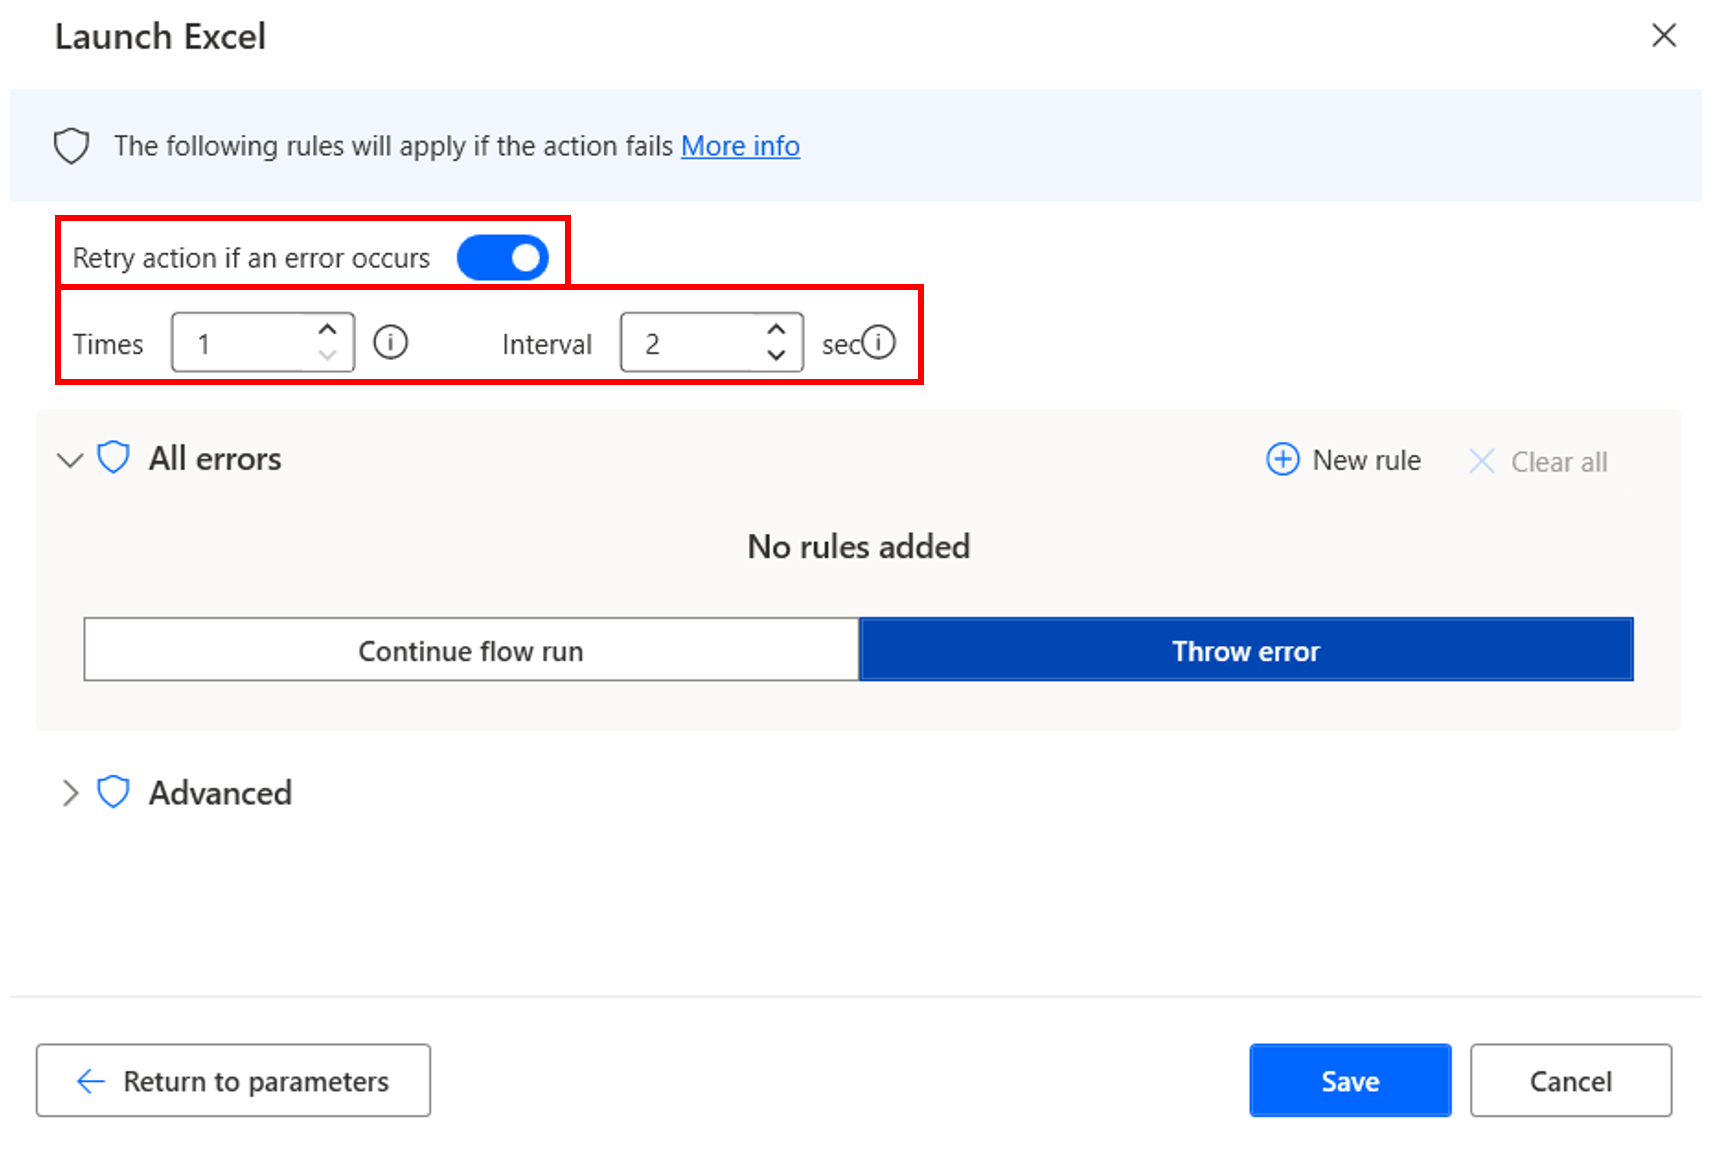 Launch Excel
The following rules will apply if the action fails More info
Retry action if an error occurs
Times 1 Interval 2 sec
All errors New rule Clear all
No rules added
Continue flow run Throw error
Advanced
Return to parameters Save Cancel